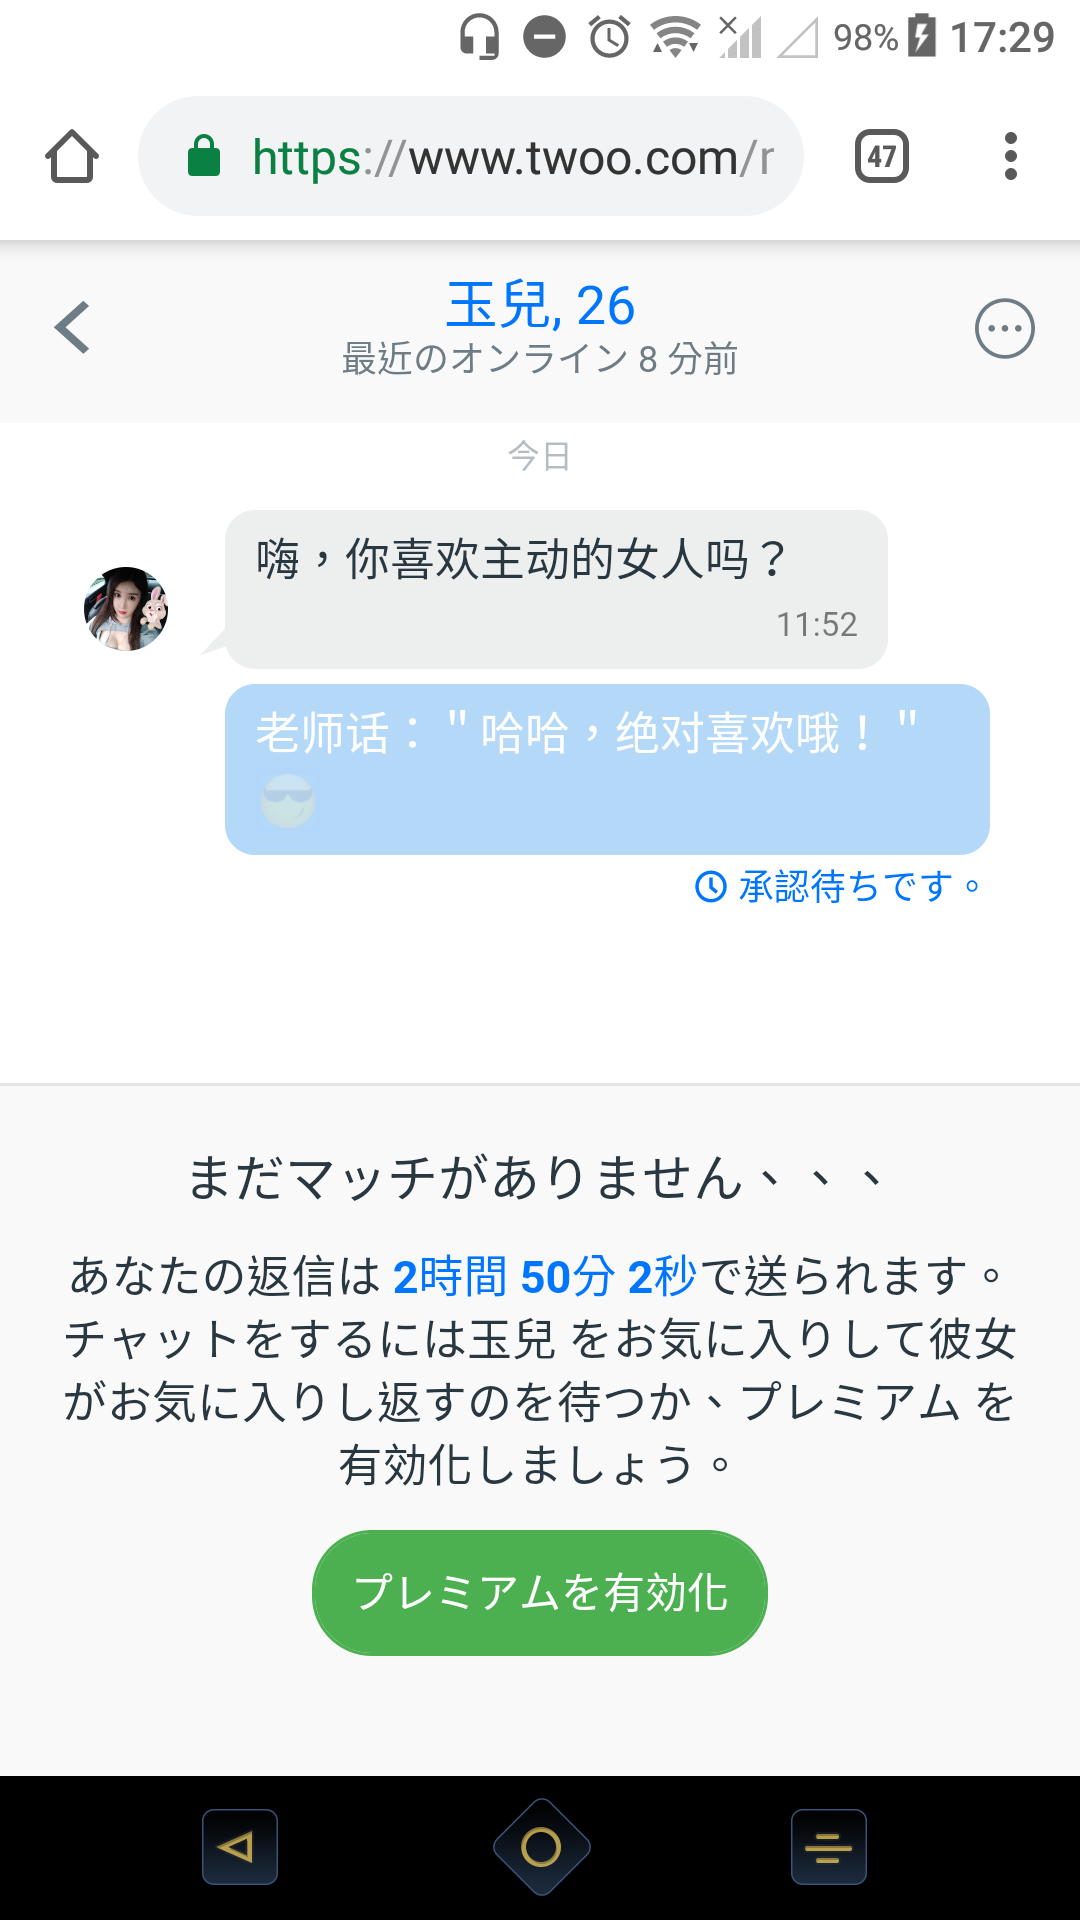 98% 17:29
https://www.twoo.com/r
47
玉兒, 26
最近のオンライン 8 分前
今日
嗨，你喜欢主动的女人吗？
11:52
老师话："哈哈，绝对喜欢哦！"
承認待ちです。
まだマッチがありません、、、
あなたの返信は 2時間 50分 2秒で送られます。
チャットをするには玉兒 をお気に入りして彼女
がお気に入りし返すのを待つか、プレミアム を
有効化しましょう。
プレミアムを有効化